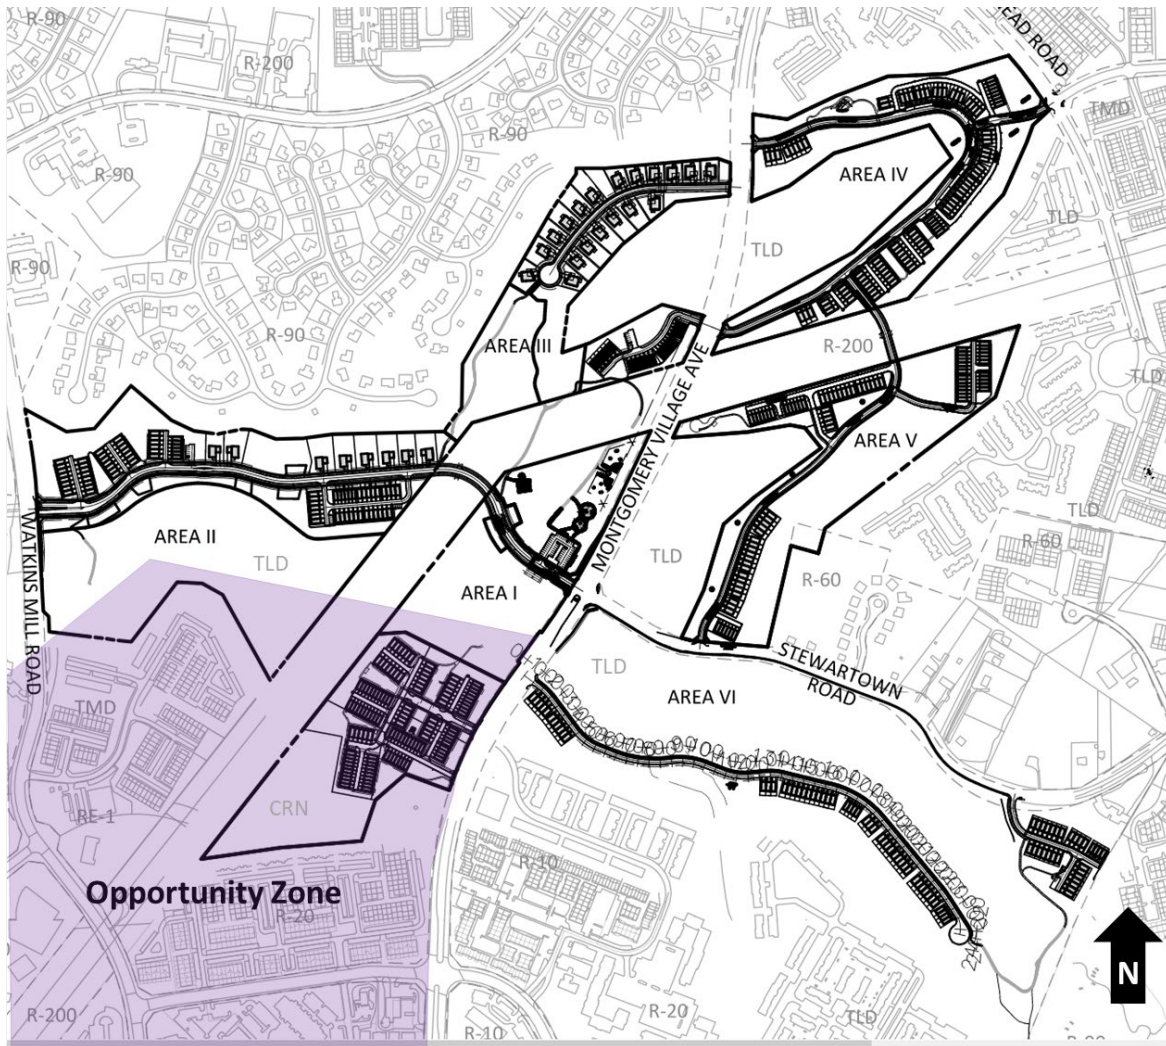 R-90
R-200
EAD ROAD
TMD
R-90
R-90
AREA IV
TLD
R-90
TLD
R-90
AREA III
R-200
TLD
MONTGOMERY VILLAGE AVE
AREA V
WATKINS MILL ROAD
AREA II
TLD
TLD
TLD
R-60
R-60
AREA I
TLD
STEWARTOWN
ROAD
AREA VI
TMD
CRN
RE-1
R-10
Opportunity Zone
R-20
N
R-200
R-20
TLD
R-10